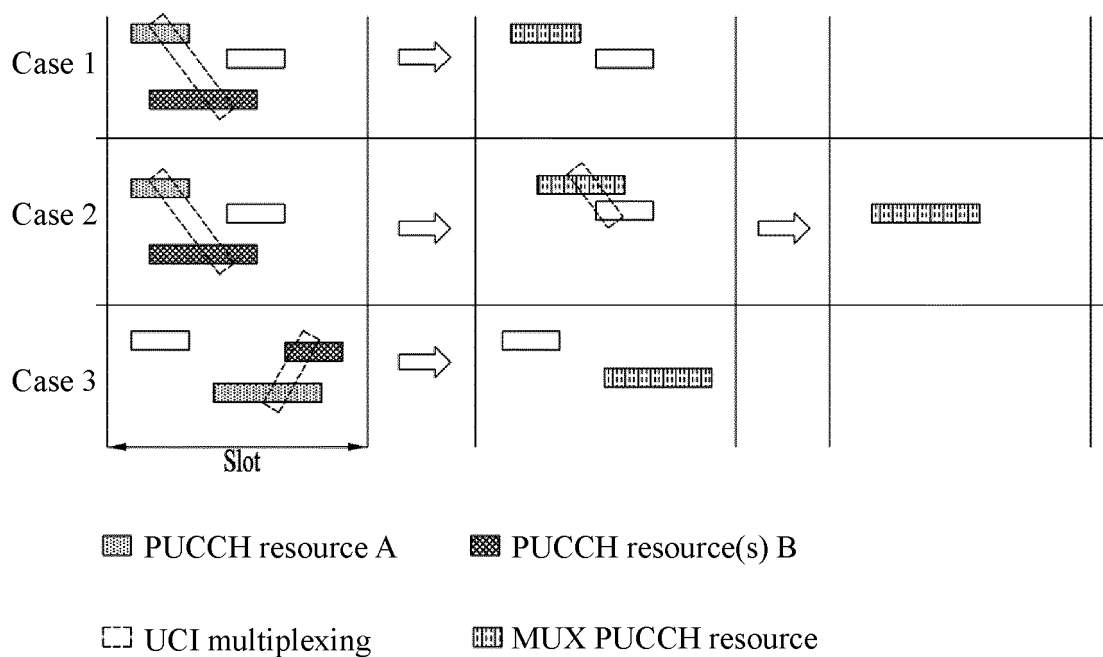 Case 1
Case 2
Case 3
Slot
PUCCH resource A
PUCCH resource(s) B
UCI multiplexing
MUX PUCCH resource